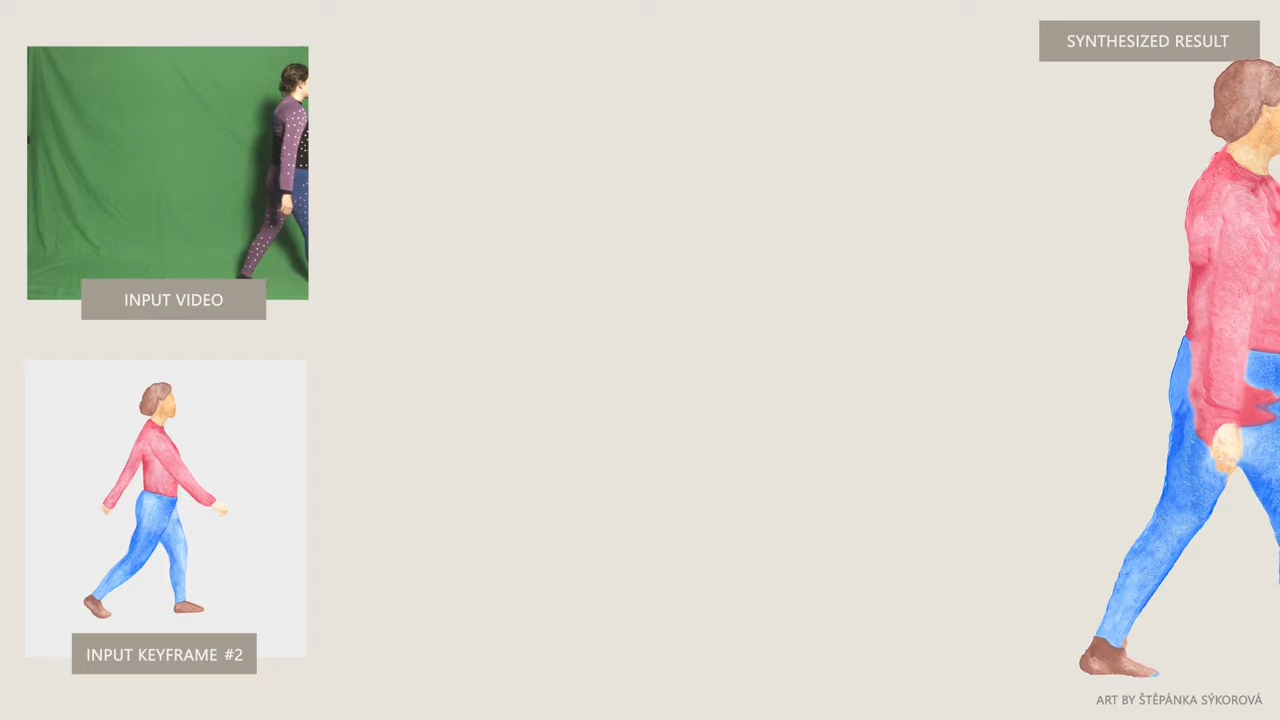 SYNTHESIZED RESULT
INPUT VIDEO
INPUT KEYFRAME #2
ART BY ŠTĚPÁNKA SÝKOROVÁ